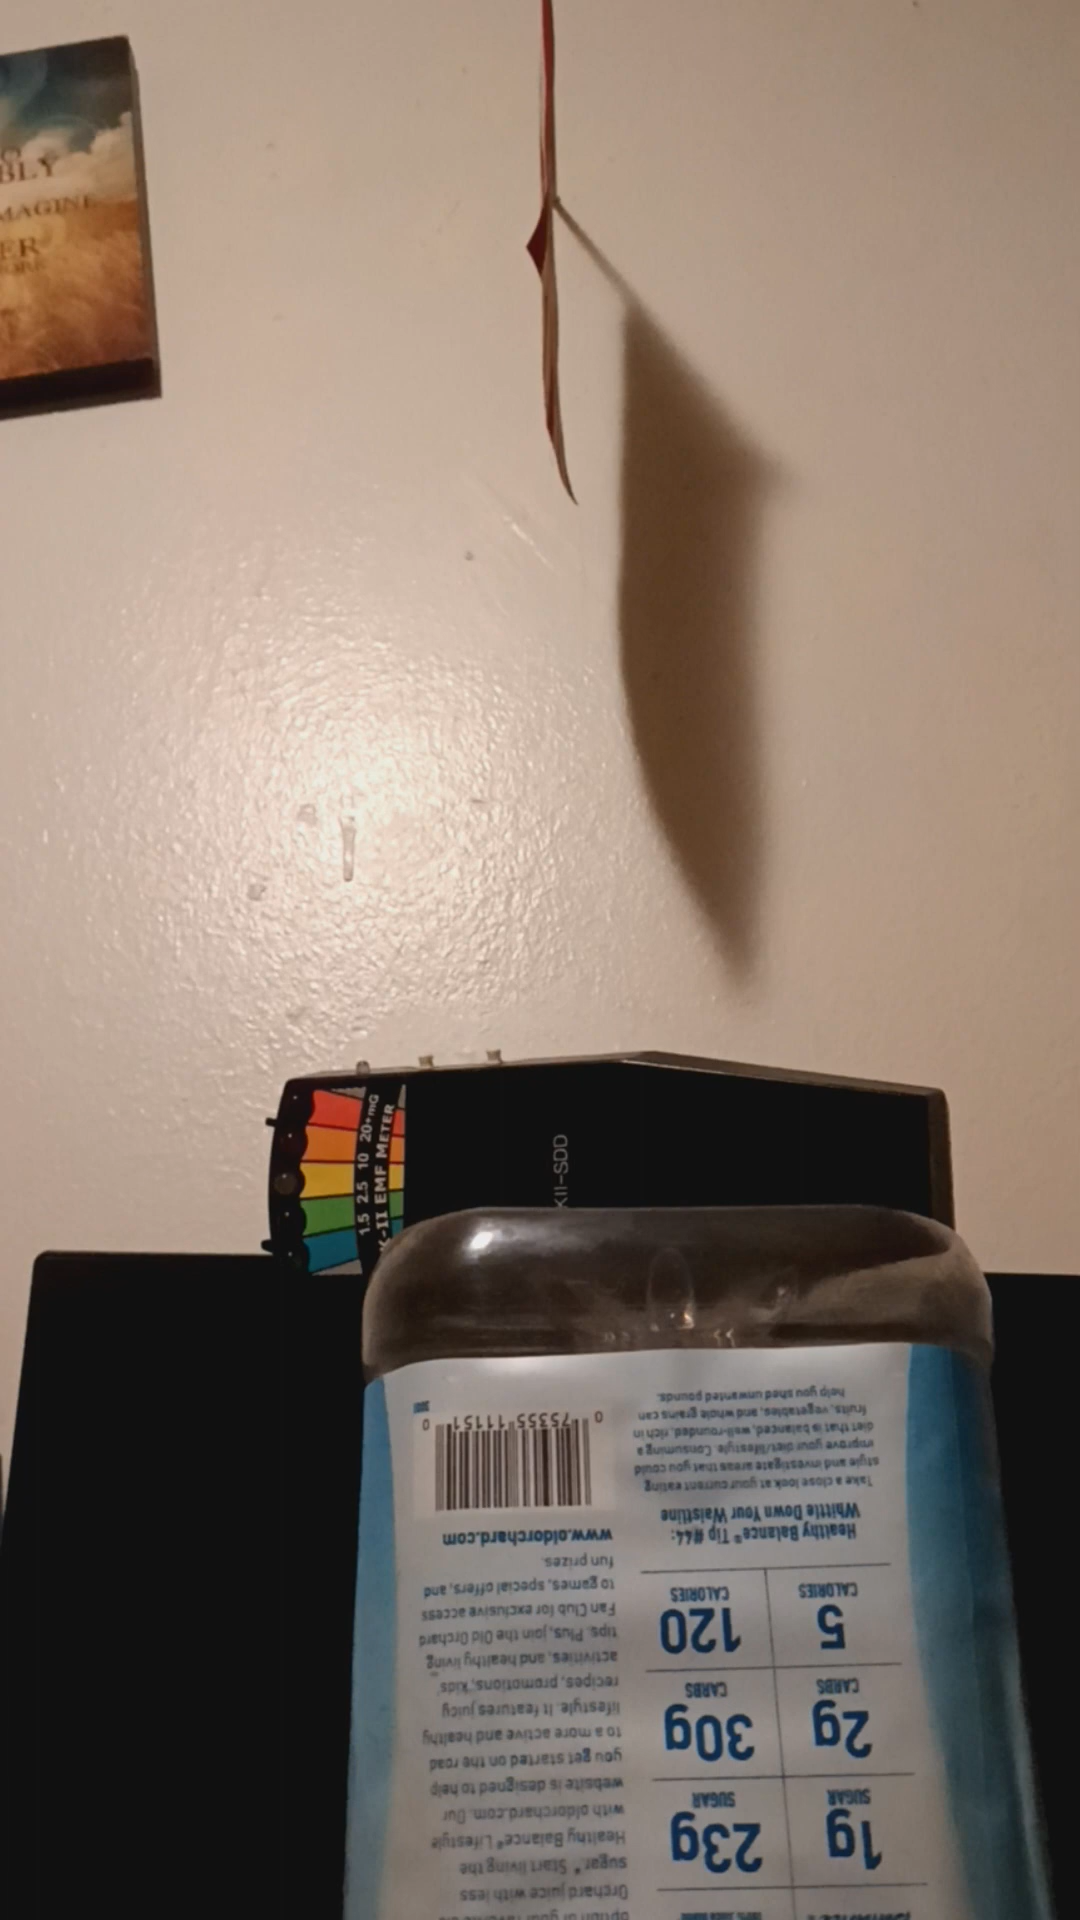 BLY
MAGINE
ER
1.5 2.5 10 20+mG
K-II EMF METER
KII-SDD
sugar.* Start living the
Orchard juice with less
Healthy Balance® Lifestyle
with oldorchard.com. Our
website is designed to help
you get started on the road
to a more active and healthy
lifestyle. It features juicy
recipes, promotions, kids'
activities, and healthy living
tips. Plus, join the Old Orchard
Fan Club for exclusive access
to games, special offers, and
fun prizes.
www.oldorchard.com
0 75355 11151 0
1g 23g
SUGAR SUGAR
2g 30g
CARBS CARBS
5 120
CALORIES CALORIES
Healthy Balance® Tip #44:
Whittle Down Your Waistline
Take a close look at your current eating
style and investigate areas that you could
improve your diet/lifestyle. Consuming a
diet that is balanced, well-rounded, rich in
fruits, vegetables, and whole grains can
help you shed unwanted pounds.